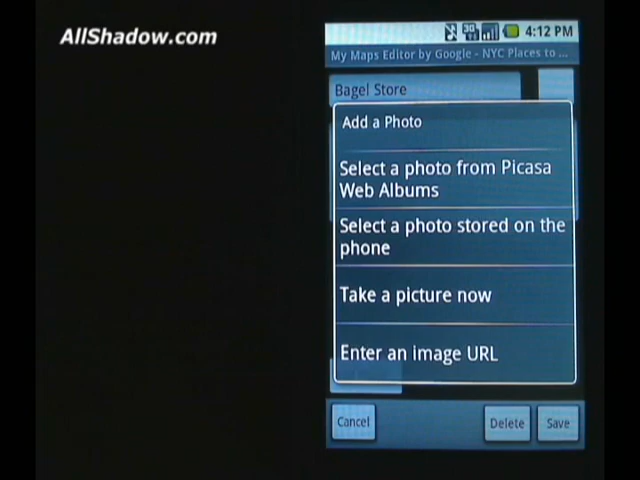 AllShadow.com
3G
4:12 PM
My Maps Editor by Google - NYC Places to ...
Bagel Store
Add a Photo
Select a photo from Picasa
Web Albums
Select a photo stored on the
phone
Take a picture now
Enter an image URL
Cancel
Delete
Save